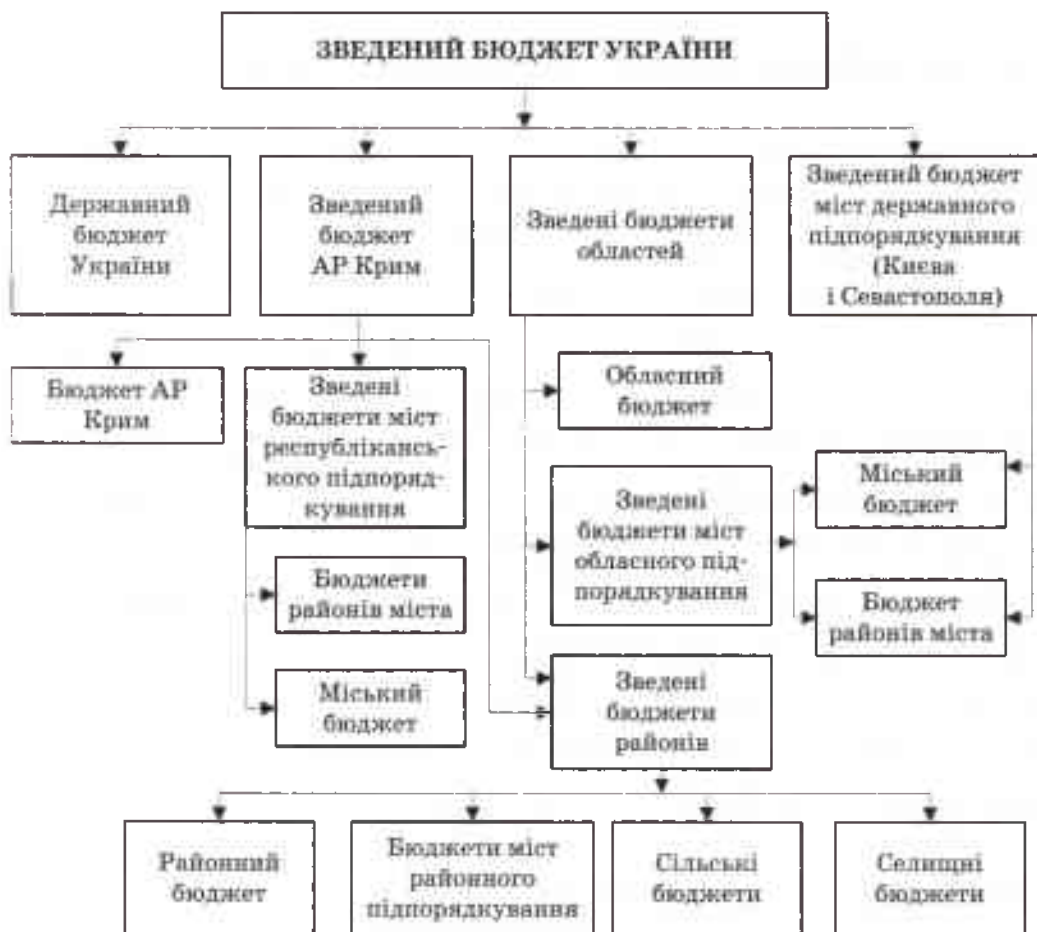 ЗВЕДЕНИЙ БЮДЖЕТ УКРАЇНИ
Державний
бюджет
України
Зведений
бюджет
АР Крим
Зведені бюджети
областей
Зведений бюджет
міст державного
підпорядкування
(Києва
і Севастополя)
Бюджет АР
Крим
Зведені
бюджети міст
республікансь-
кого підпоряд-
кування
Обласний
бюджет
Зведені
бюджети міст
обласного під-
порядкування
Міський
бюджет
Бюджети
районів міста
Бюджет
районів міста
Міський
бюджет
Зведені
бюджети
районів
Районний
бюджет
Бюджети міст
районного
підпорядкування
Сільські
бюджети
Селищні
бюджети